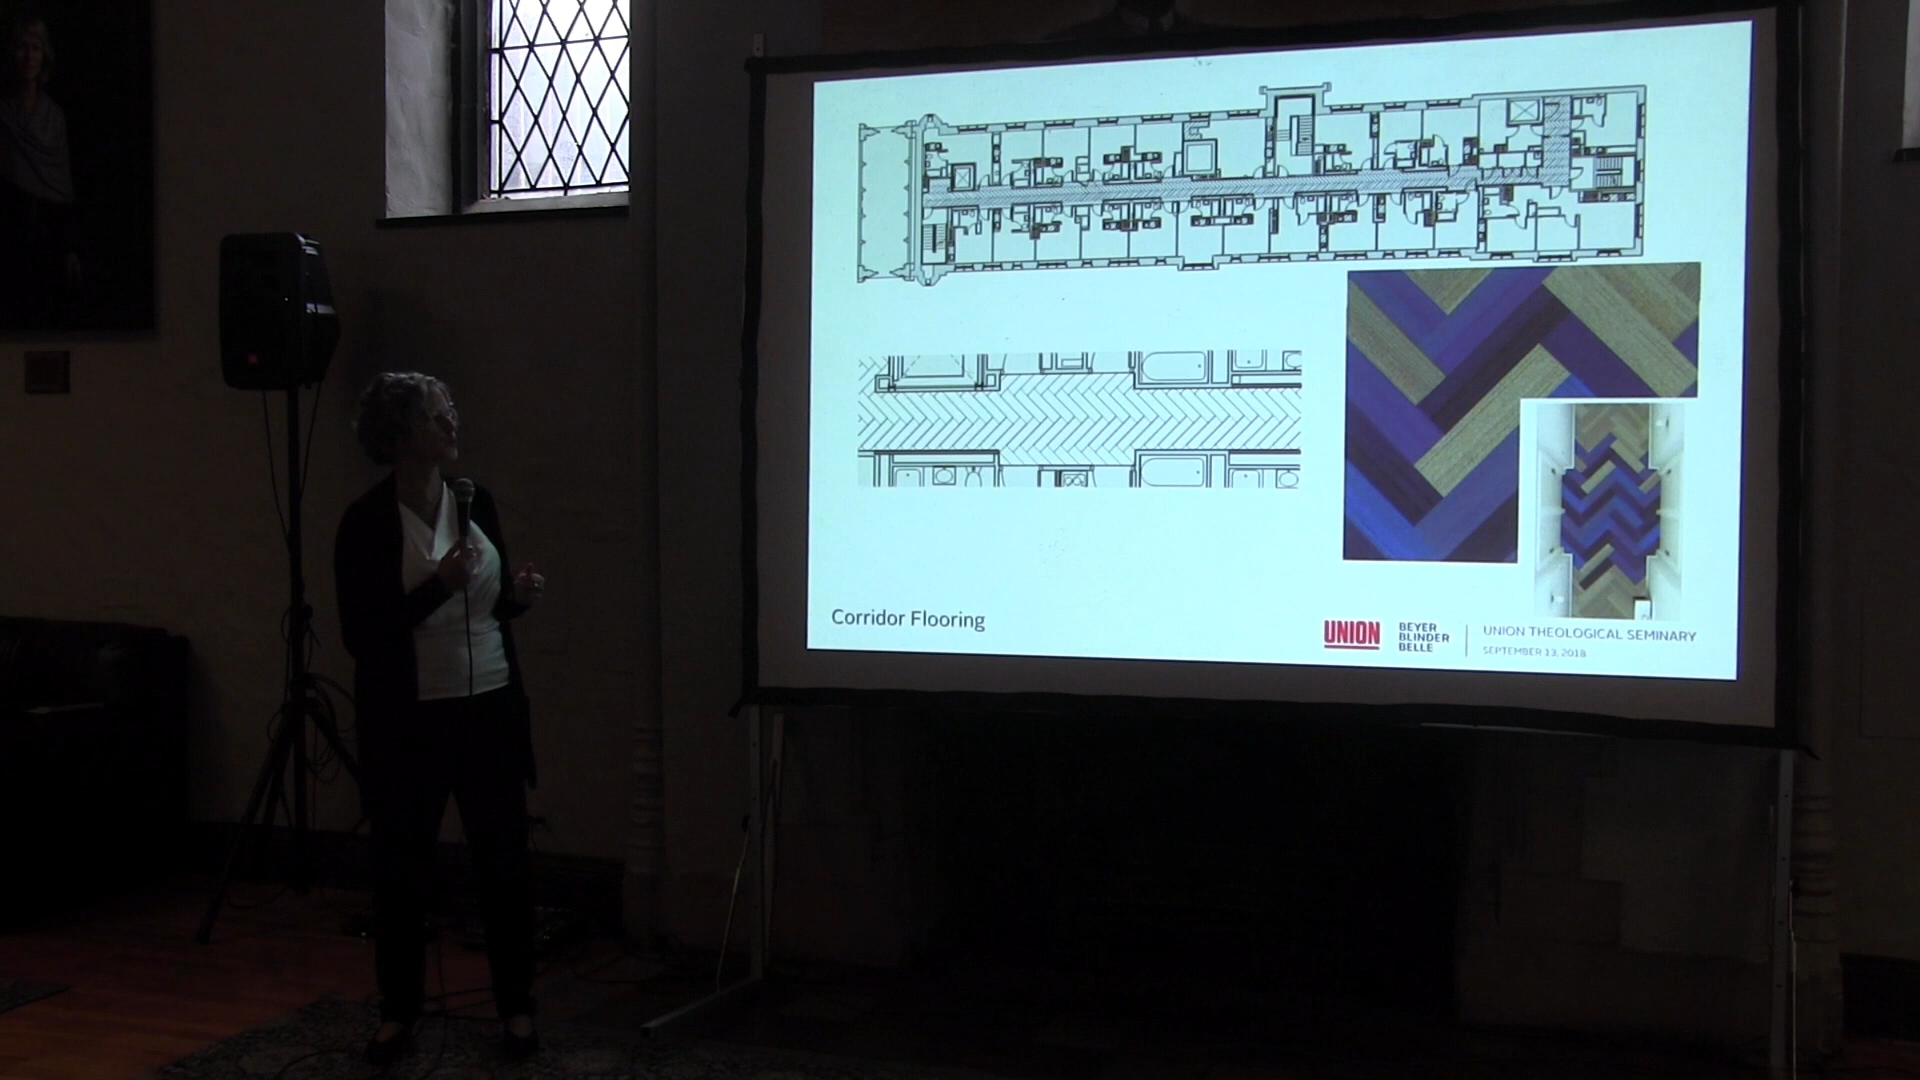 Corridor Flooring
UNION
BEYER
BLINDER
BELLE
UNION THEOLOGICAL SEMINARY
SEPTEMBER 13, 2018